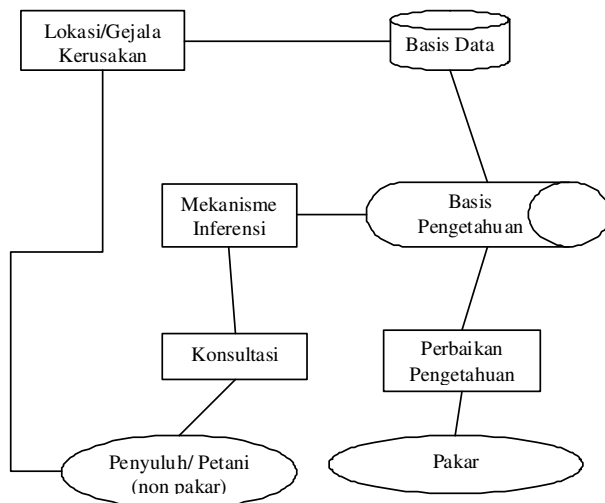 Lokasi/Gejala
Kerusakan
Basis Data
Mekanisme
Inferensi
Basis
Pengetahuan
Konsultasi
Perbaikan
Pengetahuan
Penyuluh/ Petani
(non pakar)
Pakar